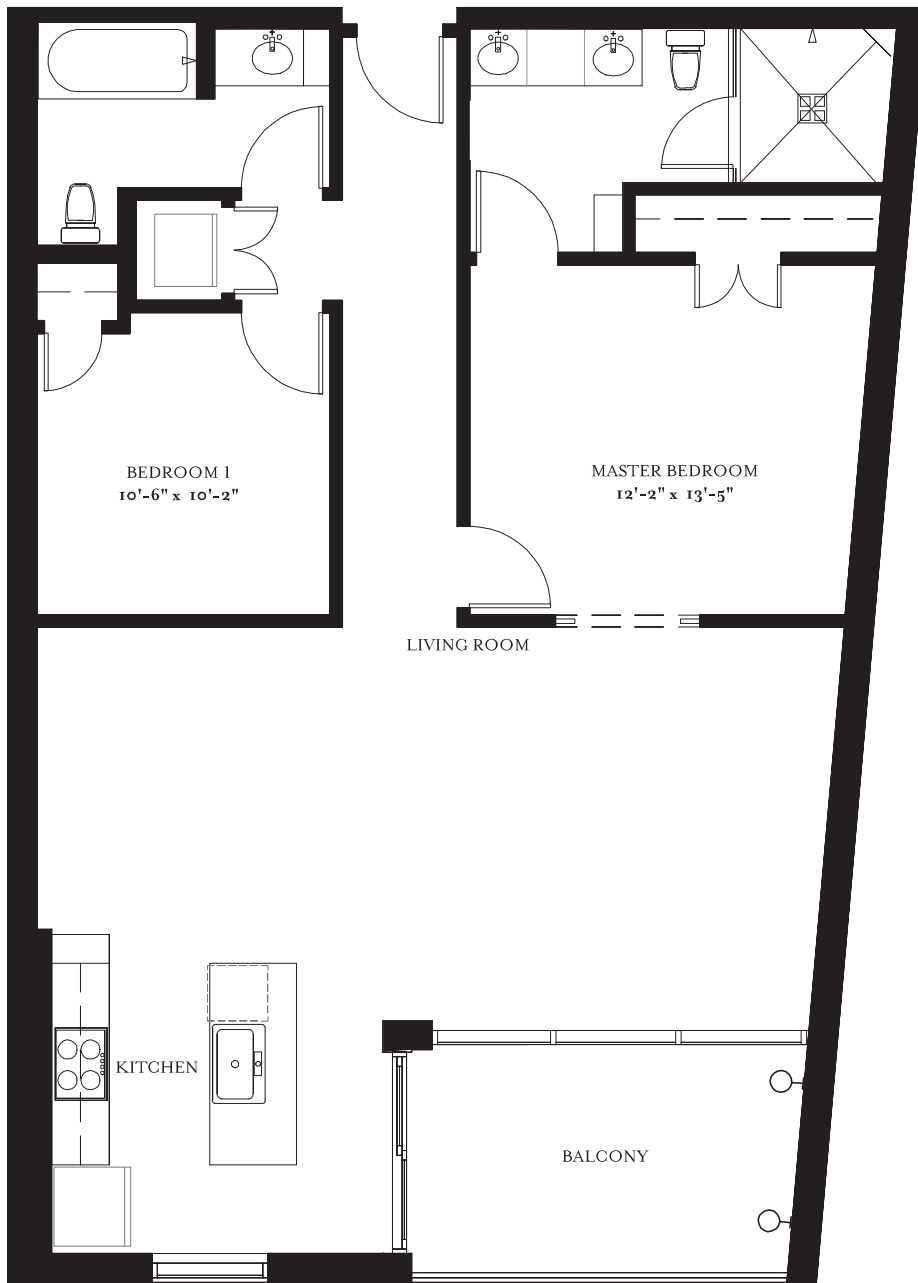 BEDROOM 1
10'-6" x 10'-2"
MASTER BEDROOM
12'-2" x 13'-5"
LIVING ROOM
KITCHEN
BALCONY